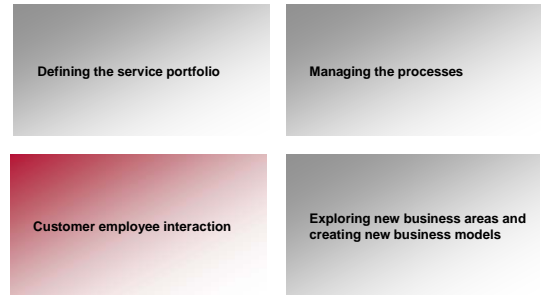 Defining the service portfolio
Managing the processes
Customer employee interaction
Exploring new business areas and
creating new business models